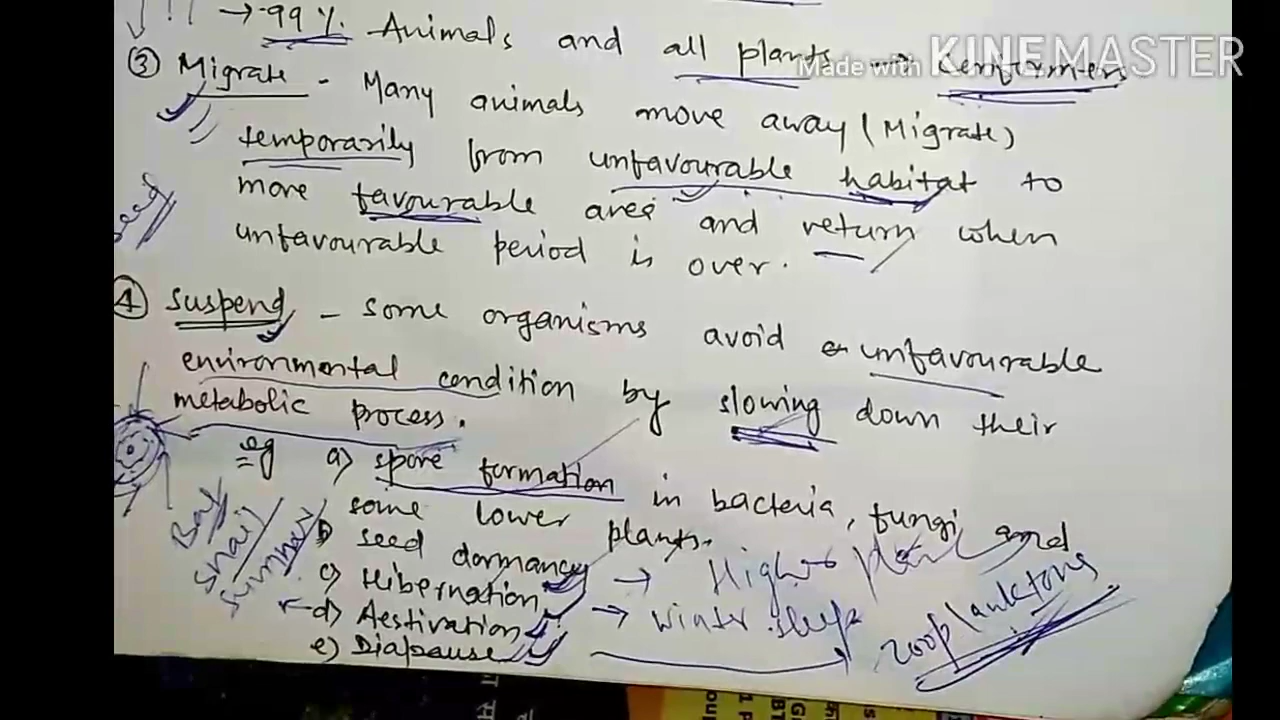 → 99% Animals and all plants → Conformers
Made with KINEMASTER
③ Migrate - Many animals move away (Migrate)
temporarily from unfavourable habitat to
more favourable area and return when
unfavourable period is over.
④ Suspend - Some organisms avoid unfavourable
environmental condition by slowing down their
metabolic process.
eg a) spore formation in bacteria, fungi and
some lower plants.
b) seed dormancy → Higher plant
c) Hibernation → winter sleep
d) Aestivation
e) Diapause → zooplanktons
snail